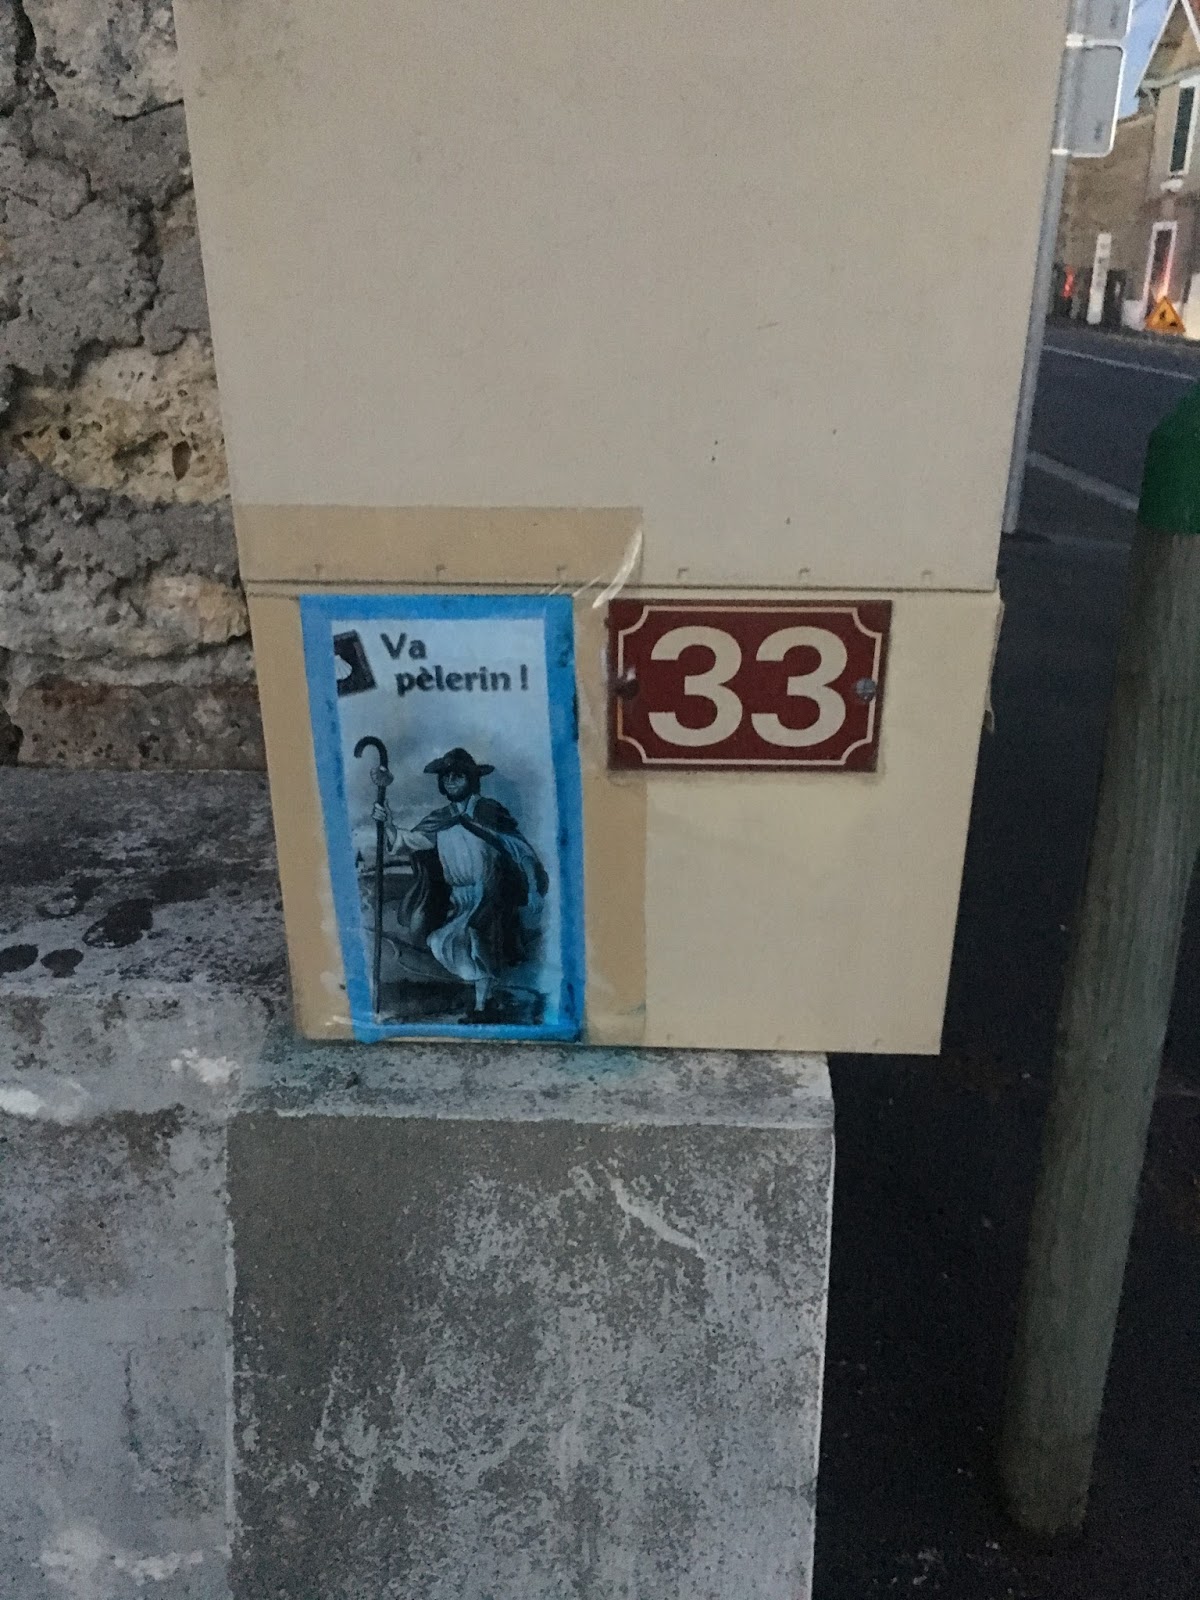 Va
pèlerin !
33